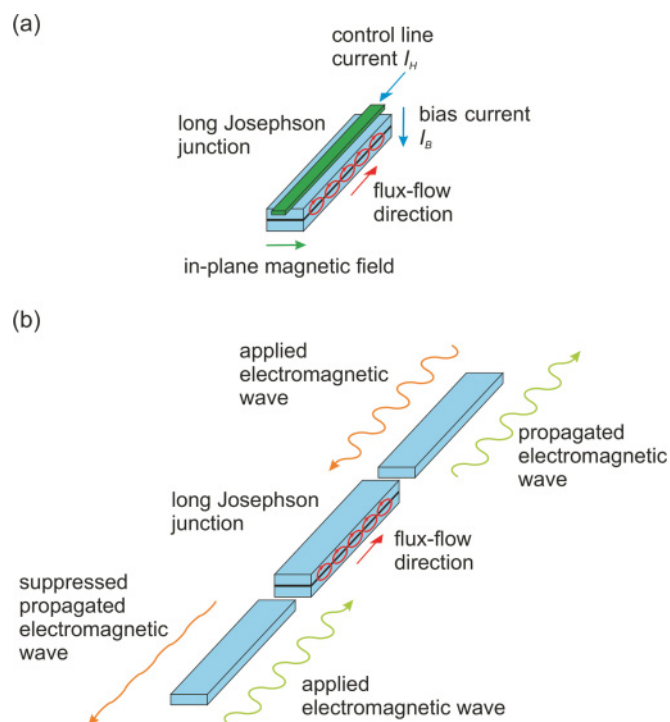 (a)
control line
current I_H
long Josephson
junction
bias current
I_B
flux-flow
direction
in-plane magnetic field
(b)
applied
electromagnetic
wave
propagated
electromagnetic
wave
long Josephson
junction
flux-flow
direction
suppressed
propagated
electromagnetic
wave
applied
electromagnetic wave